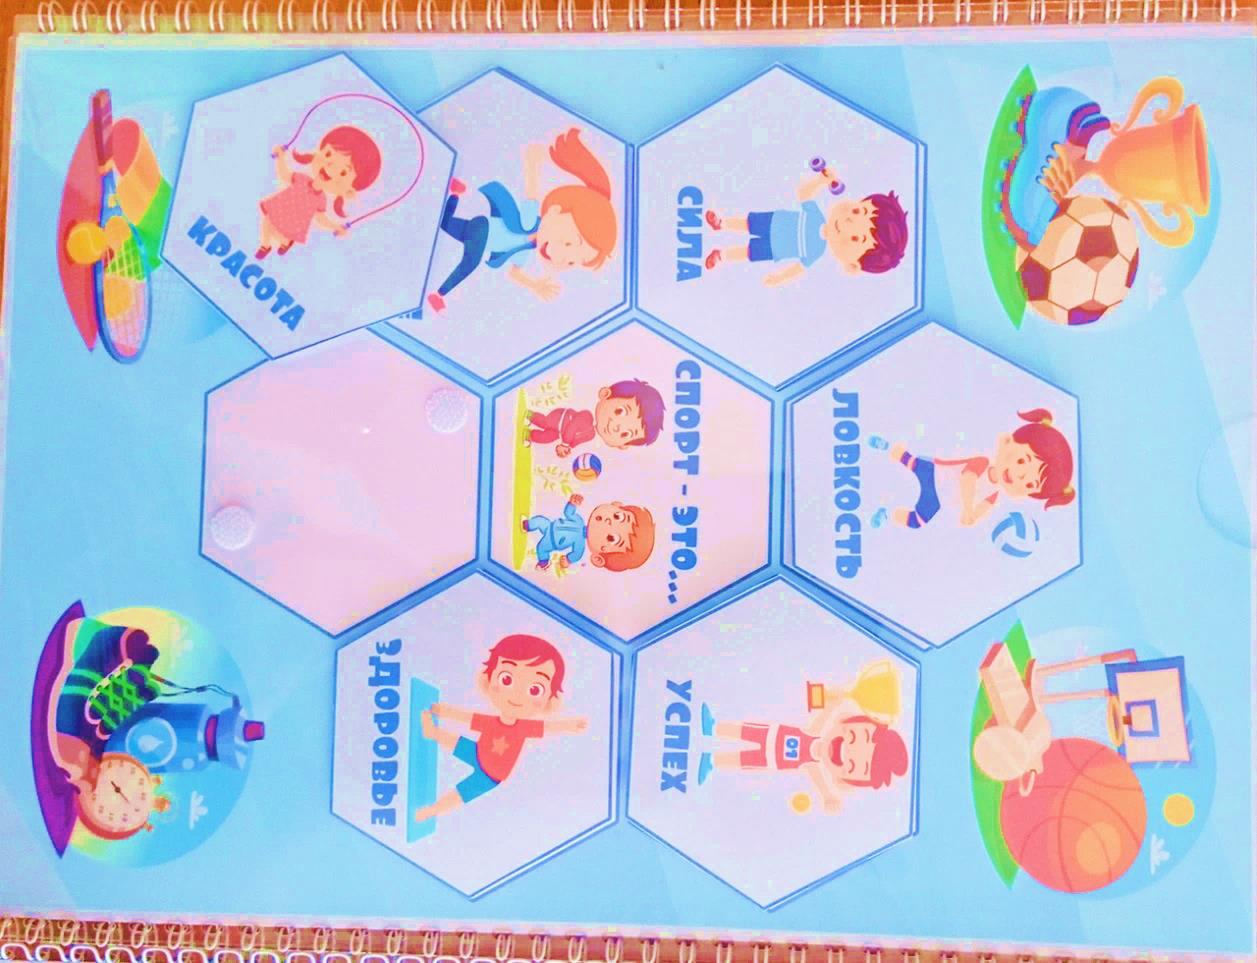 СПОРТ - ЭТО...
ЛОВКОСТЬ
СИЛА
УСПЕХ
ЗДОРОВЬЕ
КРАСОТА